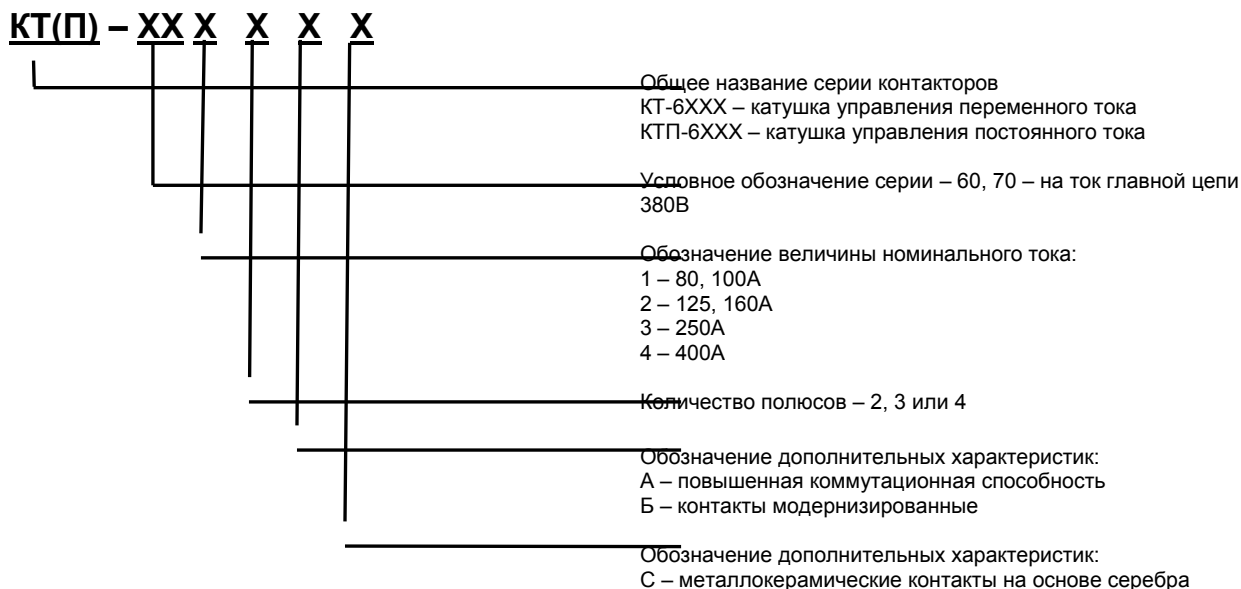 КТ(П) – ХХ Х Х Х Х
Общее название серии контакторов
КТ-6ХХХ – катушка управления переменного тока
КТП-6ХХХ – катушка управления постоянного тока
Условное обозначение серии – 60, 70 – на ток главной цепи
380В
Обозначение величины номинального тока:
1 – 80, 100А
2 – 125, 160А
3 – 250А
4 – 400А
Количество полюсов – 2, 3 или 4
Обозначение дополнительных характеристик:
А – повышенная коммутационная способность
Б – контакты модернизированные
Обозначение дополнительных характеристик:
С – металлокерамические контакты на основе серебра